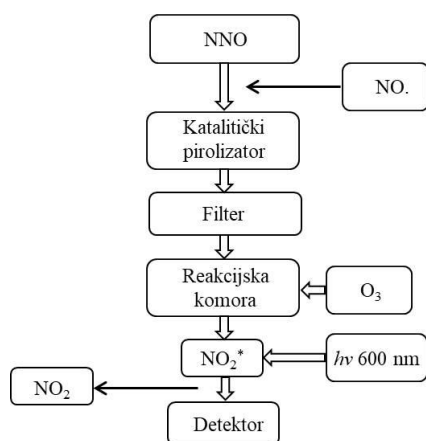 NNO
NO.
Katalitički
pirolizator
Filter
Reakcijska
komora
O₃
NO₂*
hv 600 nm
NO₂
Detektor